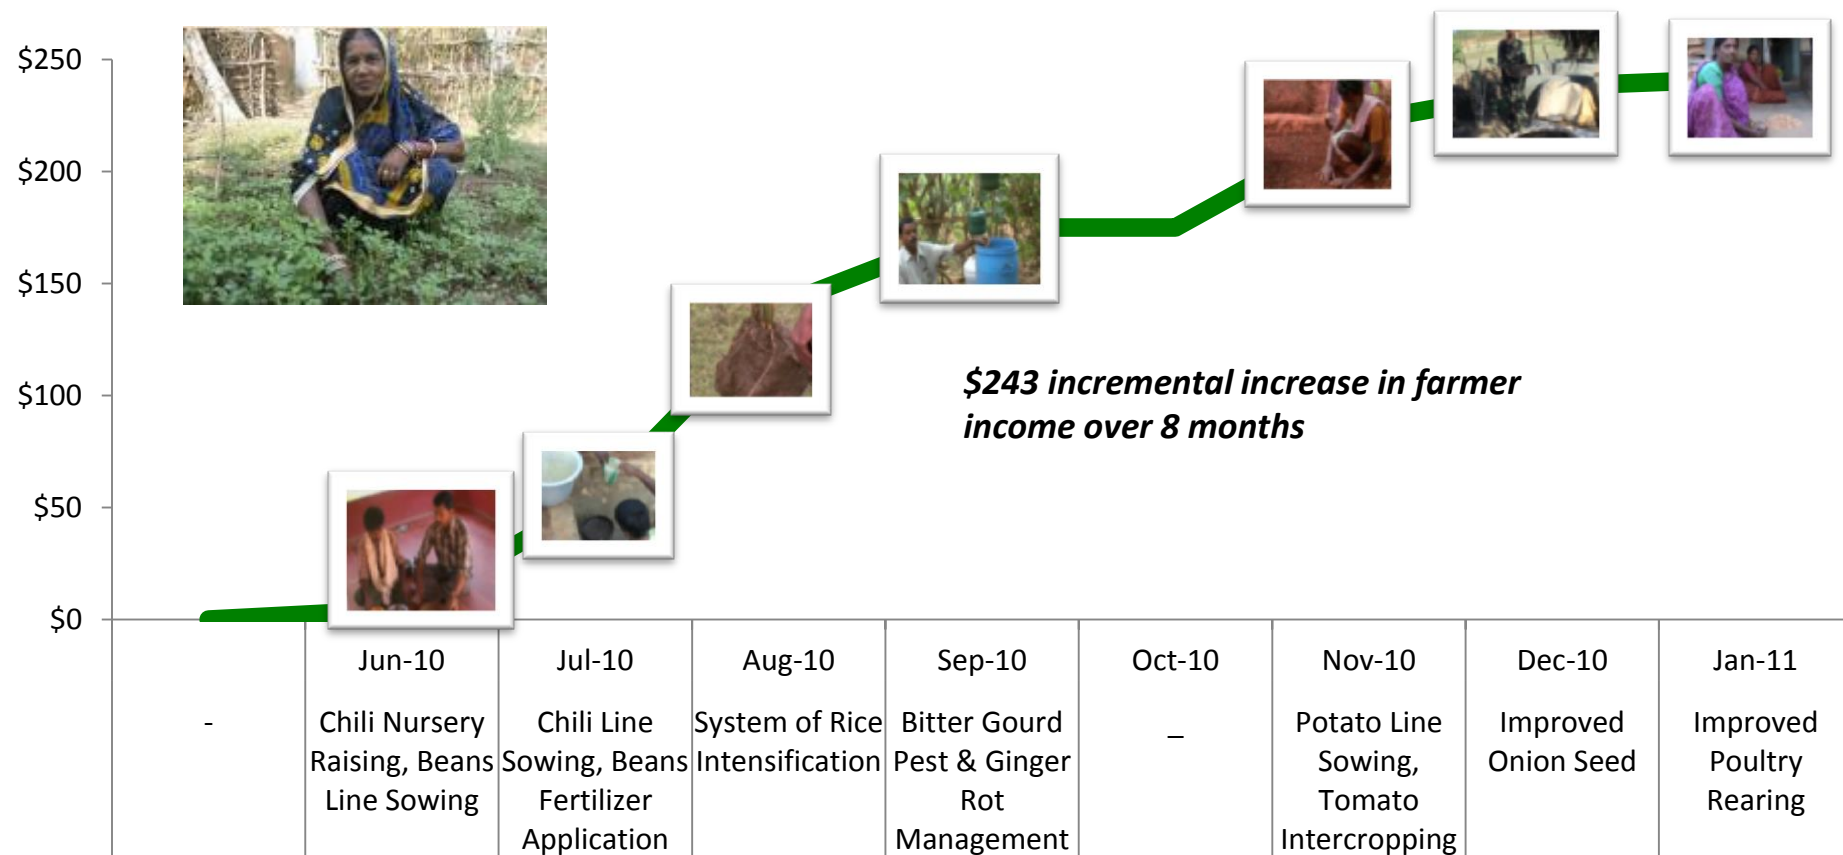 $250
$200
$150
$100
$50
$0
$243 incremental increase in farmer
income over 8 months
-
Jun-10
Chili Nursery
Raising, Beans
Line Sowing
Jul-10
Chili Line
Sowing, Beans
Fertilizer
Application
Aug-10
System of Rice
Intensification
Sep-10
Bitter Gourd
Pest & Ginger
Rot
Management
Oct-10
–
Nov-10
Potato Line
Sowing,
Tomato
Intercropping
Dec-10
Improved
Onion Seed
Jan-11
Improved
Poultry
Rearing